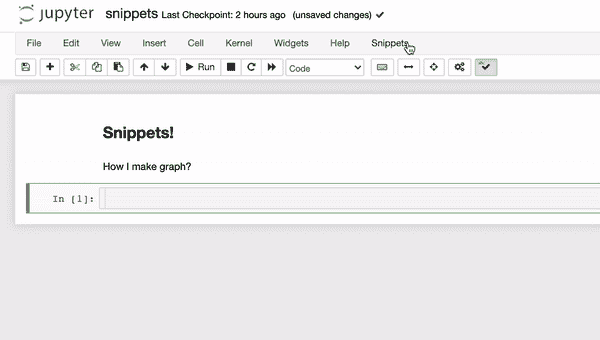 jupyter snippets Last Checkpoint: 2 hours ago (unsaved changes)
File Edit View Insert Cell Kernel Widgets Help Snippets
Run Code
Snippets!
How I make graph?
In [1]: